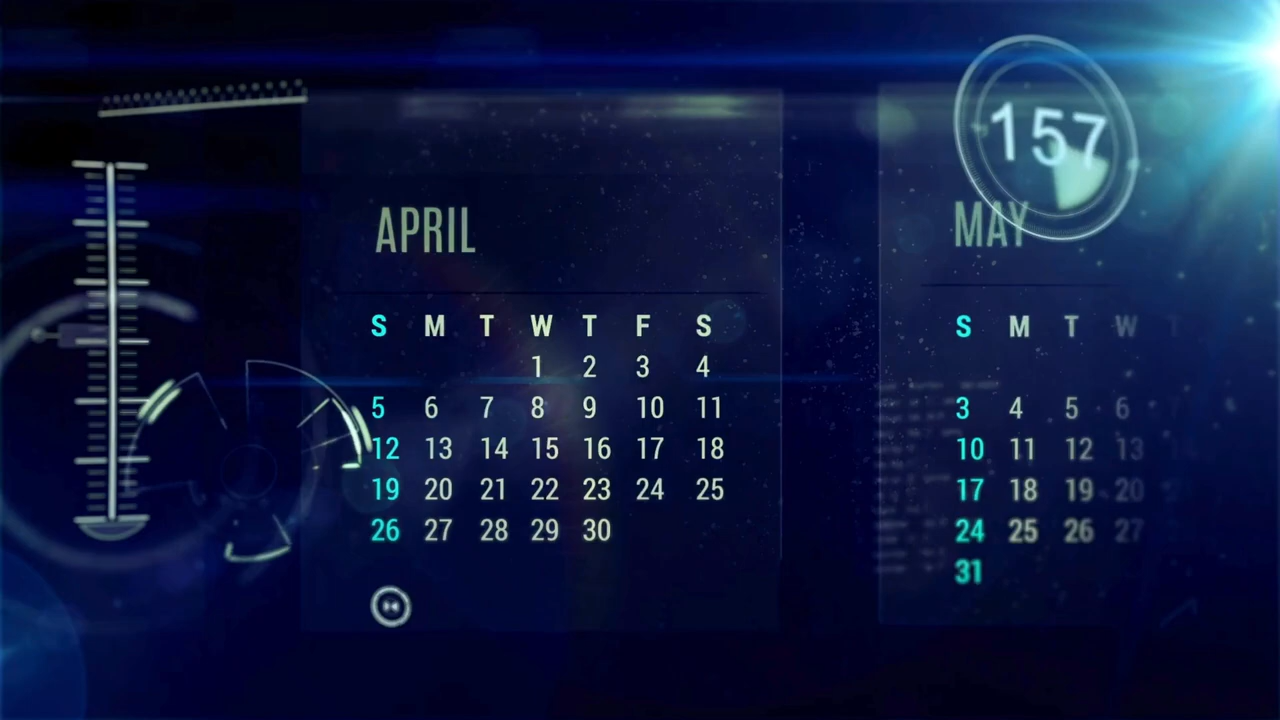 157
APRIL
S M T W T F S
1 2 3 4
5 6 7 8 9 10 11
12 13 14 15 16 17 18
19 20 21 22 23 24 25
26 27 28 29 30
MAY
S M T W T
3 4 5 6
10 11 12 13
17 18 19 20
24 25 26 27
31